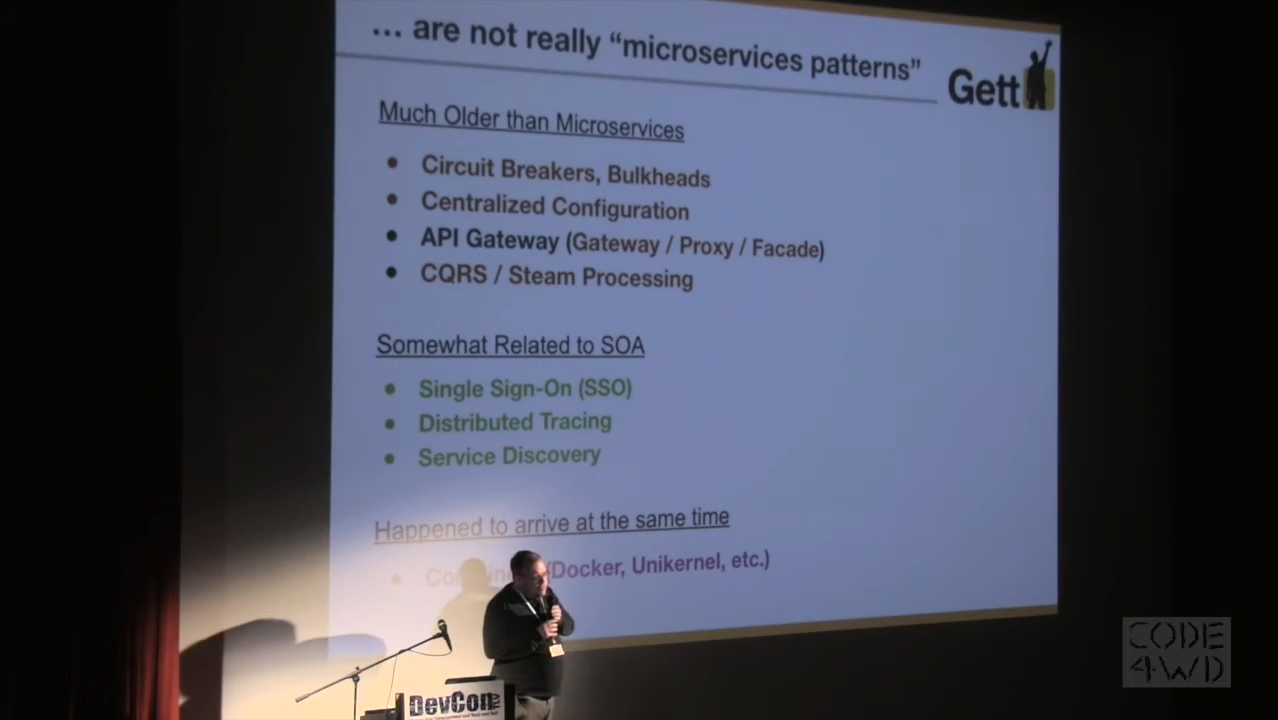 ... are not really “microservices patterns”
Gett
Much Older than Microservices
● Circuit Breakers, Bulkheads
● Centralized Configuration
● API Gateway (Gateway / Proxy / Facade)
● CQRS / Steam Processing
Somewhat Related to SOA
● Single Sign-On (SSO)
● Distributed Tracing
● Service Discovery
Happened to arrive at the same time
● (Docker, Unikernel, etc.)
DevCon
CODE
4WD